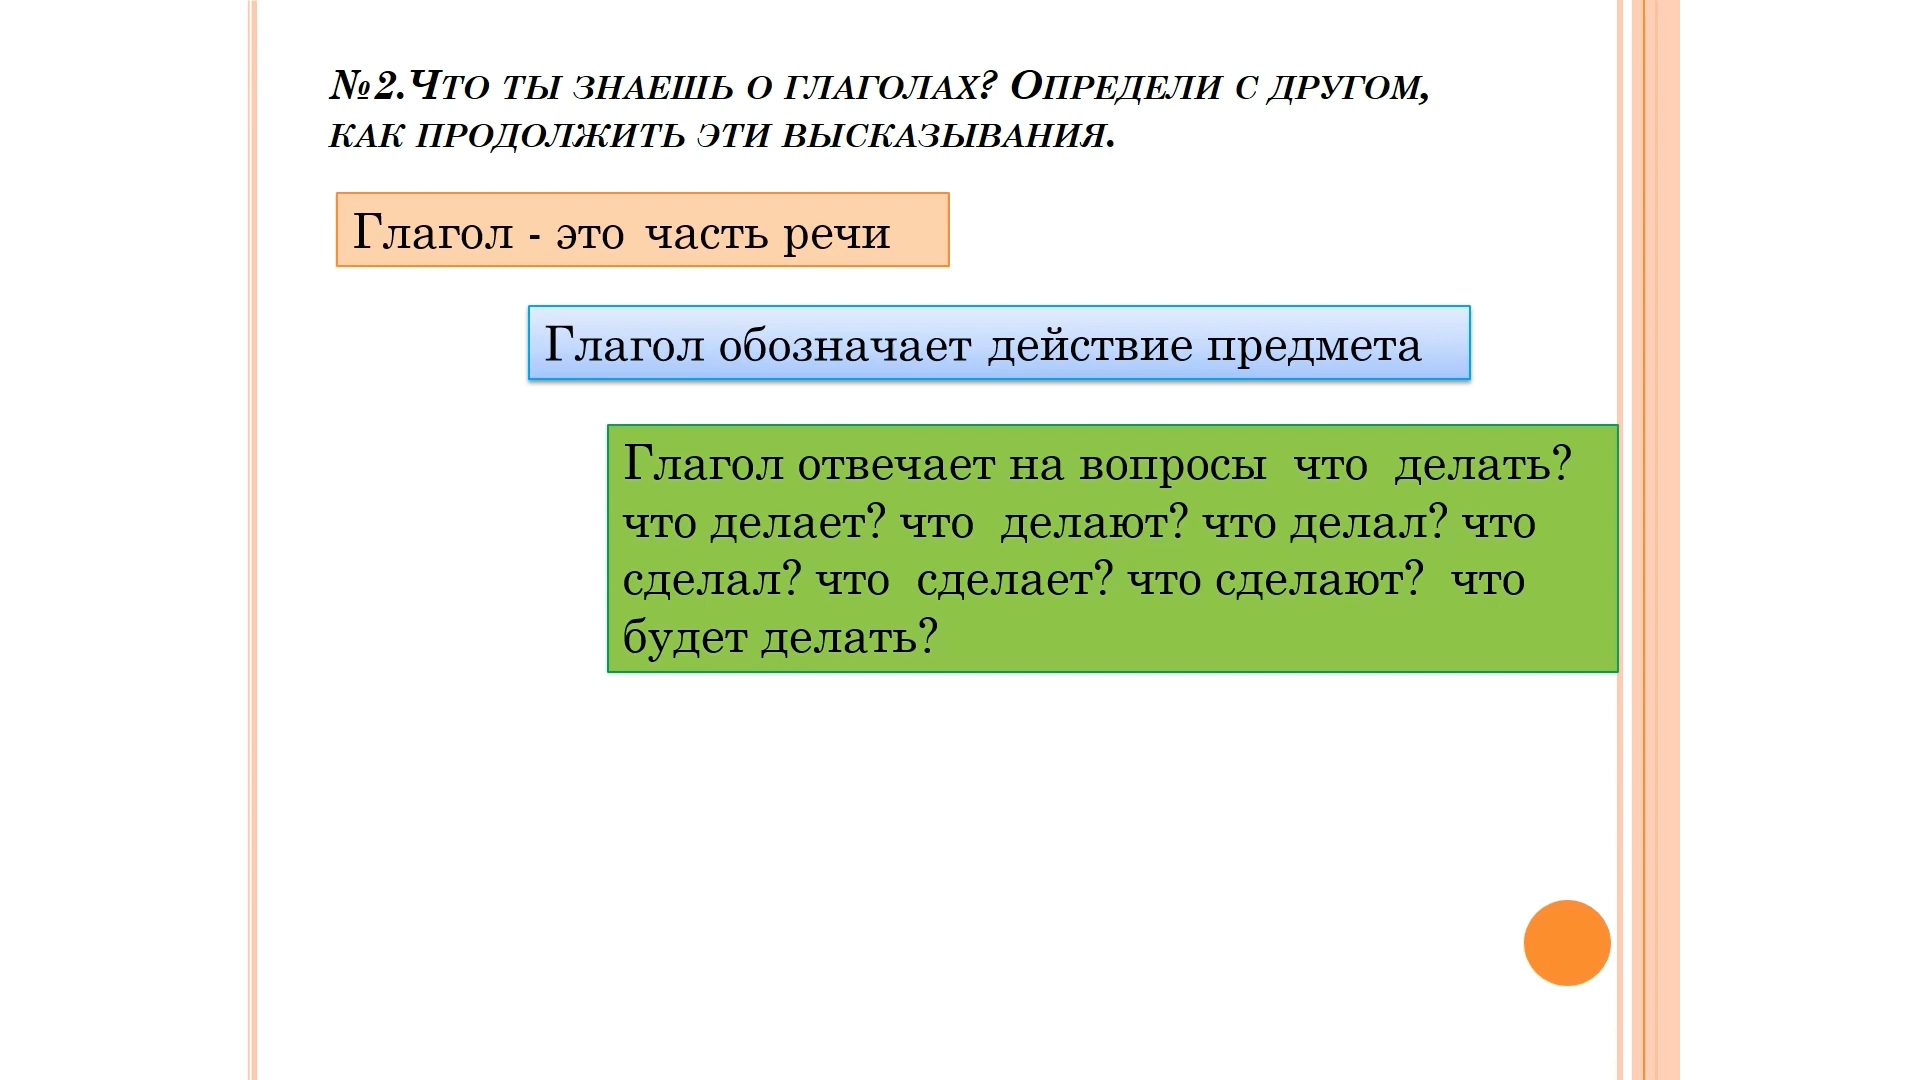 №2.Что ты знаешь о глаголах? Определи с другом,
как продолжить эти высказывания.
Глагол - это часть речи
Глагол обозначает действие предмета
Глагол отвечает на вопросы что делать?
что делает? что делают? что делал? что
сделал? что сделает? что сделают? что
будет делать?